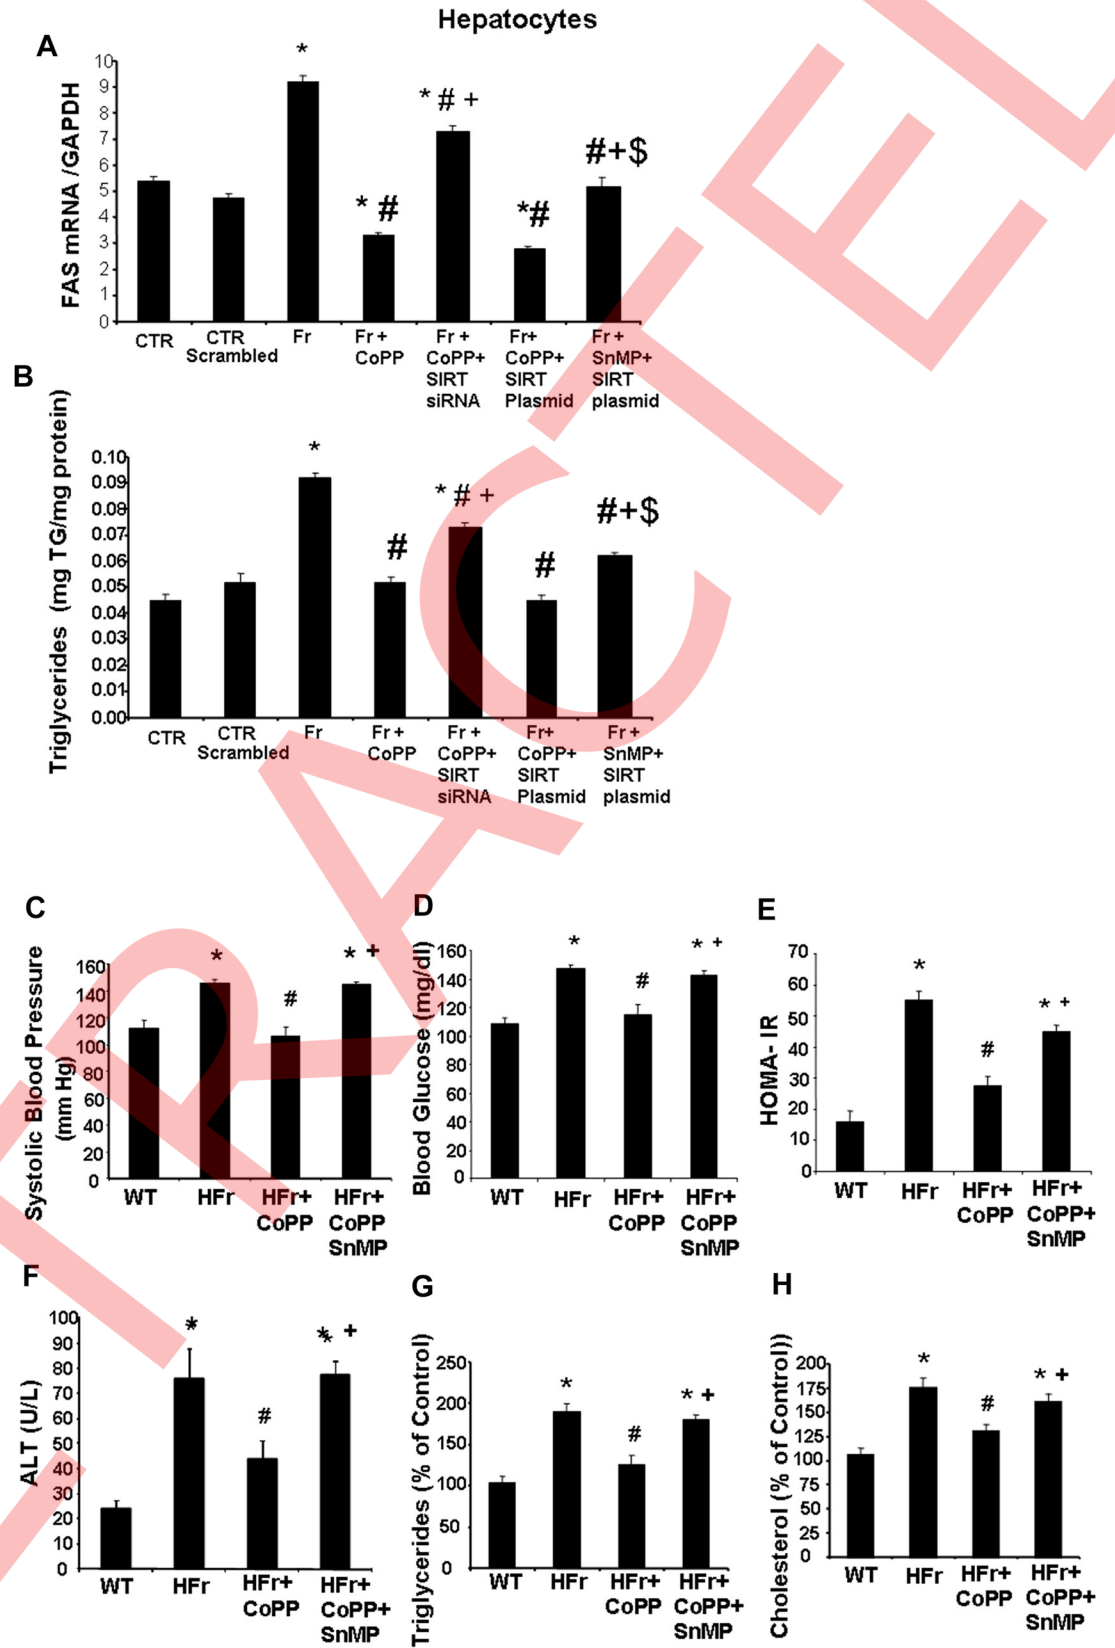 Hepatocytes
A
FAS mRNA /GAPDH
10
9
8
7
6
5
4
3
2
1
0
*
* #
* # +
*#
#+$
CTR
CTR
Scrambled
Fr
Fr +
CoPP
Fr +
CoPP+
SIRT
siRNA
Fr+
CoPP+
SIRT
Plasmid
Fr +
SnMP+
SIRT
plasmid
B
Triglycerides (mg TG/mg protein)
0.10
0.09
0.08
0.07
0.06
0.05
0.04
0.03
0.02
0.01
0.00
*
#
* # +
#
#+$
CTR
CTR
Scrambled
Fr
Fr +
CoPP
Fr +
CoPP+
SIRT
siRNA
Fr+
CoPP+
SIRT
Plasmid
Fr +
SnMP+
SIRT
plasmid
C
Systolic Blood Pressure
(mm Hg)
160
140
120
100
80
60
40
20
0
*
#
* +
WT
HFr
HFr+
CoPP
HFr+
CoPP
SnMP
D
Blood Glucose (mg/dl)
160
140
120
100
80
60
40
20
0
*
#
* +
WT
HFr
HFr+
CoPP
HFr+
CoPP
SnMP
E
HOMA- IR
70
60
50
40
30
20
10
0
*
#
* +
WT
HFr
HFr+
CoPP
HFr+
CoPP+
SnMP
F
ALT (U/L)
100
90
80
70
60
50
40
30
20
10
0
*
#
* +
WT
HFr
HFr+
CoPP
HFr+
CoPP+
SnMP
G
Triglycerides (% of Control)
250
200
150
100
50
0
*
#
* +
WT
HFr
HFr+
CoPP
HFr+
CoPP+
SnMP
H
Cholesterol (% of Control))
200
175
150
125
100
75
50
25
0
*
#
* +
WT
HFr
HFr+
CoPP
HFr+
CoPP+
SnMP